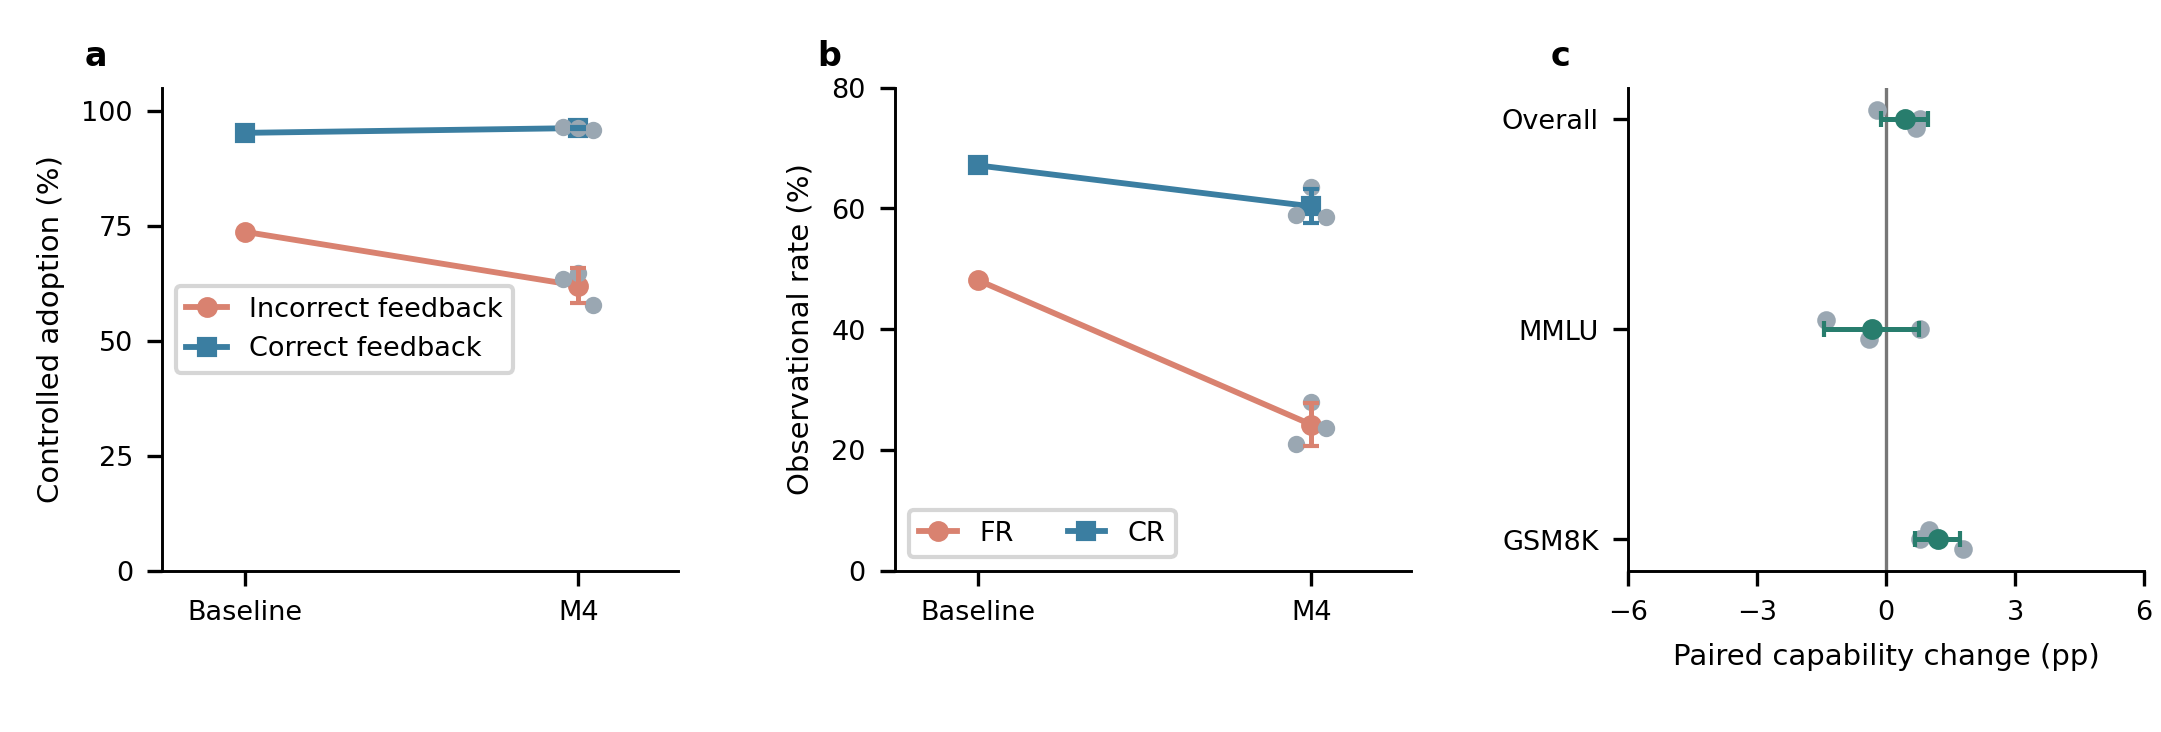 a
Controlled adoption (%)
100
75
50
25
0
Incorrect feedback
Correct feedback
Baseline
M4
b
Observational rate (%)
80
60
40
20
0
FR
CR
Baseline
M4
c
Overall
MMLU
GSM8K
−6
−3
0
3
6
Paired capability change (pp)